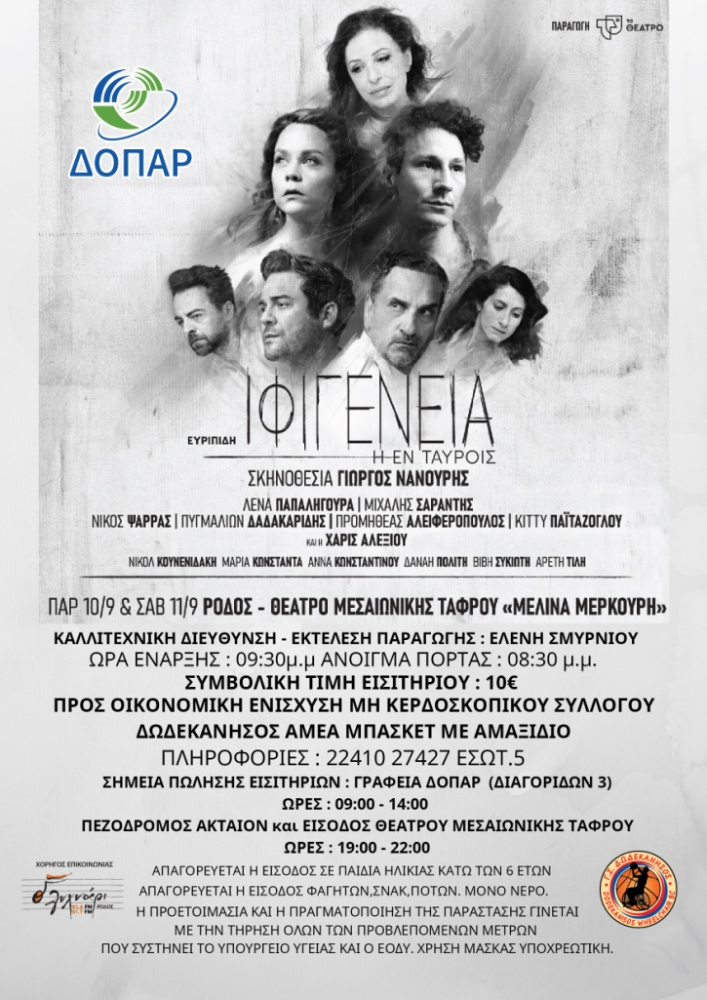 ΠΑΡΑΓΩΓΗ ΤΟ ΘΕΑΤΡΟ
ΔΟΠΑΡ
ΕΥΡΙΠΙΔΗ
ΙΦΙΓΕΝΕΙΑ
Η ΕΝ ΤΑΥΡΟΙΣ
ΣΚΗΝΟΘΕΣΙΑ ΓΙΩΡΓΟΣ ΝΑΝΟΥΡΗΣ
ΛΕΝΑ ΠΑΠΑΛΗΓΟΥΡΑ | ΜΙΧΑΛΗΣ ΣΑΡΑΝΤΗΣ
ΝΙΚΟΣ ΨΑΡΡΑΣ | ΠΥΓΜΑΛΙΩΝ ΔΑΔΑΚΑΡΙΔΗΣ | ΠΡΟΜΗΘΕΑΣ ΑΛΕΙΦΕΡΟΠΟΥΛΟΣ | ΚΙΤΤΥ ΠΑΪΤΑΖΟΓΛΟΥ
ΚΑΙ Η ΧΑΡΙΣ ΑΛΕΞΙΟΥ
ΝΙΚΟΛ ΚΟΥΝΕΝΙΔΑΚΗ ΜΑΡΙΑ ΚΩΝΣΤΑΝΤΑ ΑΝΝΑ ΚΩΝΣΤΑΝΤΙΝΟΥ ΔΑΝΑΗ ΠΟΛΙΤΗ ΒΙΒΗ ΣΥΚΙΩΤΗ ΑΡΕΤΗ ΤΙΛΗ
ΠΑΡ 10/9 & ΣΑΒ 11/9 ΡΟΔΟΣ - ΘΕΑΤΡΟ ΜΕΣΑΙΩΝΙΚΗΣ ΤΑΦΡΟΥ «ΜΕΛΙΝΑ ΜΕΡΚΟΥΡΗ»
ΚΑΛΛΙΤΕΧΝΙΚΗ ΔΙΕΥΘΥΝΣΗ - ΕΚΤΕΛΕΣΗ ΠΑΡΑΓΩΓΗΣ : ΕΛΕΝΗ ΣΜΥΡΝΙΟΥ
ΩΡΑ ΕΝΑΡΞΗΣ : 09:30μ.μ ΑΝΟΙΓΜΑ ΠΟΡΤΑΣ : 08:30 μ.μ.
ΣΥΜΒΟΛΙΚΗ ΤΙΜΗ ΕΙΣΙΤΗΡΙΟΥ : 10€
ΠΡΟΣ ΟΙΚΟΝΟΜΙΚΗ ΕΝΙΣΧΥΣΗ ΜΗ ΚΕΡΔΟΣΚΟΠΙΚΟΥ ΣΥΛΛΟΓΟΥ
ΔΩΔΕΚΑΝΗΣΟΣ ΑΜΕΑ ΜΠΑΣΚΕΤ ΜΕ ΑΜΑΞΙΔΙΟ
ΠΛΗΡΟΦΟΡΙΕΣ : 22410 27427 ΕΣΩΤ.5
ΣΗΜΕΙΑ ΠΩΛΗΣΗΣ ΕΙΣΙΤΗΡΙΩΝ : ΓΡΑΦΕΙΑ ΔΟΠΑΡ (ΔΙΑΓΟΡΙΔΩΝ 3)
ΩΡΕΣ : 09:00 - 14:00
ΠΕΖΟΔΡΟΜΟΣ ΑΚΤΑΙΟΝ και ΕΙΣΟΔΟΣ ΘΕΑΤΡΟΥ ΜΕΣΑΙΩΝΙΚΗΣ ΤΑΦΡΟΥ
ΩΡΕΣ : 19:00 - 22:00
ΧΟΡΗΓΟΣ ΕΠΙΚΟΙΝΩΝΙΑΣ
λυχνάρι
FM
FM ΡΟΔΟΣ
ΑΠΑΓΟΡΕΥΕΤΑΙ Η ΕΙΣΟΔΟΣ ΣΕ ΠΑΙΔΙΑ ΗΛΙΚΙΑΣ ΚΑΤΩ ΤΩΝ 6 ΕΤΩΝ
ΑΠΑΓΟΡΕΥΕΤΑΙ Η ΕΙΣΟΔΟΣ ΦΑΓΗΤΩΝ,ΣΝΑΚ,ΠΟΤΩΝ. ΜΟΝΟ ΝΕΡΟ.
Η ΠΡΟΕΤΟΙΜΑΣΙΑ ΚΑΙ Η ΠΡΑΓΜΑΤΟΠΟΙΗΣΗ ΤΗΣ ΠΑΡΑΣΤΑΣΗΣ ΓΙΝΕΤΑΙ
ΜΕ ΤΗΝ ΤΗΡΗΣΗ ΟΛΩΝ ΤΩΝ ΠΡΟΒΛΕΠΟΜΕΝΩΝ ΜΕΤΡΩΝ
ΠΟΥ ΣΥΣΤΗΝΕΙ ΤΟ ΥΠΟΥΡΓΕΙΟ ΥΓΕΙΑΣ ΚΑΙ Ο ΕΟΔΥ. ΧΡΗΣΗ ΜΑΣΚΑΣ ΥΠΟΧΡΕΩΤΙΚΗ.
Γ.Σ. ΔΩΔΕΚΑΝΗΣΟΣ
DODEKANISOS WHEELCHAIR BC